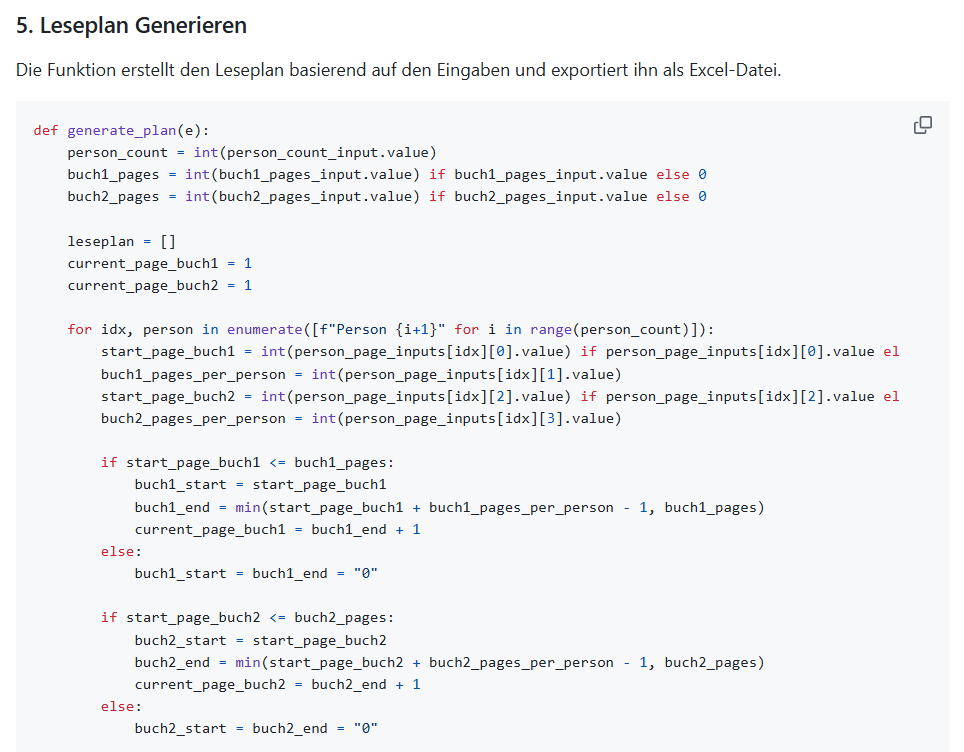 5. Leseplan Generieren
Die Funktion erstellt den Leseplan basierend auf den Eingaben und exportiert ihn als Excel-Datei.
def generate_plan(e):
    person_count = int(person_count_input.value)
    buch1_pages = int(buch1_pages_input.value) if buch1_pages_input.value else 0
    buch2_pages = int(buch2_pages_input.value) if buch2_pages_input.value else 0
    leseplan = []
    current_page_buch1 = 1
    current_page_buch2 = 1
    for idx, person in enumerate([f"Person {i+1}" for i in range(person_count)]):
        start_page_buch1 = int(person_page_inputs[idx][0].value) if person_page_inputs[idx][0].value el
        buch1_pages_per_person = int(person_page_inputs[idx][1].value)
        start_page_buch2 = int(person_page_inputs[idx][2].value) if person_page_inputs[idx][2].value el
        buch2_pages_per_person = int(person_page_inputs[idx][3].value)
        if start_page_buch1 <= buch1_pages:
            buch1_start = start_page_buch1
            buch1_end = min(start_page_buch1 + buch1_pages_per_person - 1, buch1_pages)
            current_page_buch1 = buch1_end + 1
        else:
            buch1_start = buch1_end = "0"
        if start_page_buch2 <= buch2_pages:
            buch2_start = start_page_buch2
            buch2_end = min(start_page_buch2 + buch2_pages_per_person - 1, buch2_pages)
            current_page_buch2 = buch2_end + 1
        else:
            buch2_start = buch2_end = "0"